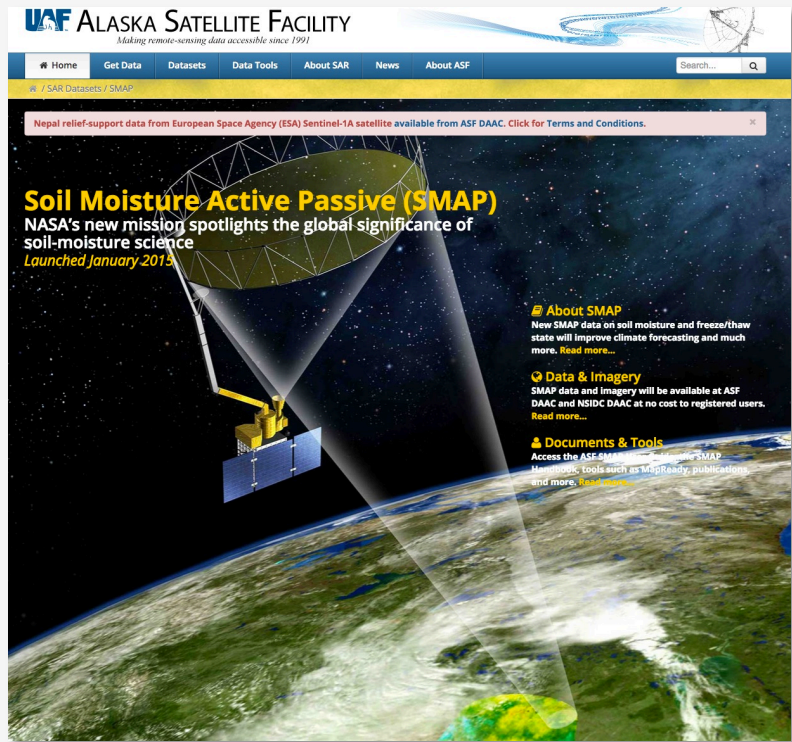 UAF ALASKA SATELLITE FACILITY
Making remote-sensing data accessible since 1991
Home Get Data Datasets Data Tools About SAR News About ASF Search...
/ SAR Datasets / SMAP
Nepal relief-support data from European Space Agency (ESA) Sentinel-1A satellite available from ASF DAAC. Click for Terms and Conditions. ×
Soil Moisture Active Passive (SMAP)
NASA's new mission spotlights the global significance of
soil-moisture science
Launched January 2015
About SMAP
New SMAP data on soil moisture and freeze/thaw
state will improve climate forecasting and much
more. Read more...
Data & Imagery
SMAP data and imagery will be available at ASF
DAAC and NSIDC DAAC at no cost to registered users.
Read more...
Documents & Tools
Access the ASF SMAP SMAP
Handbook, tools such as MapReady, publications,
and more. Read more...